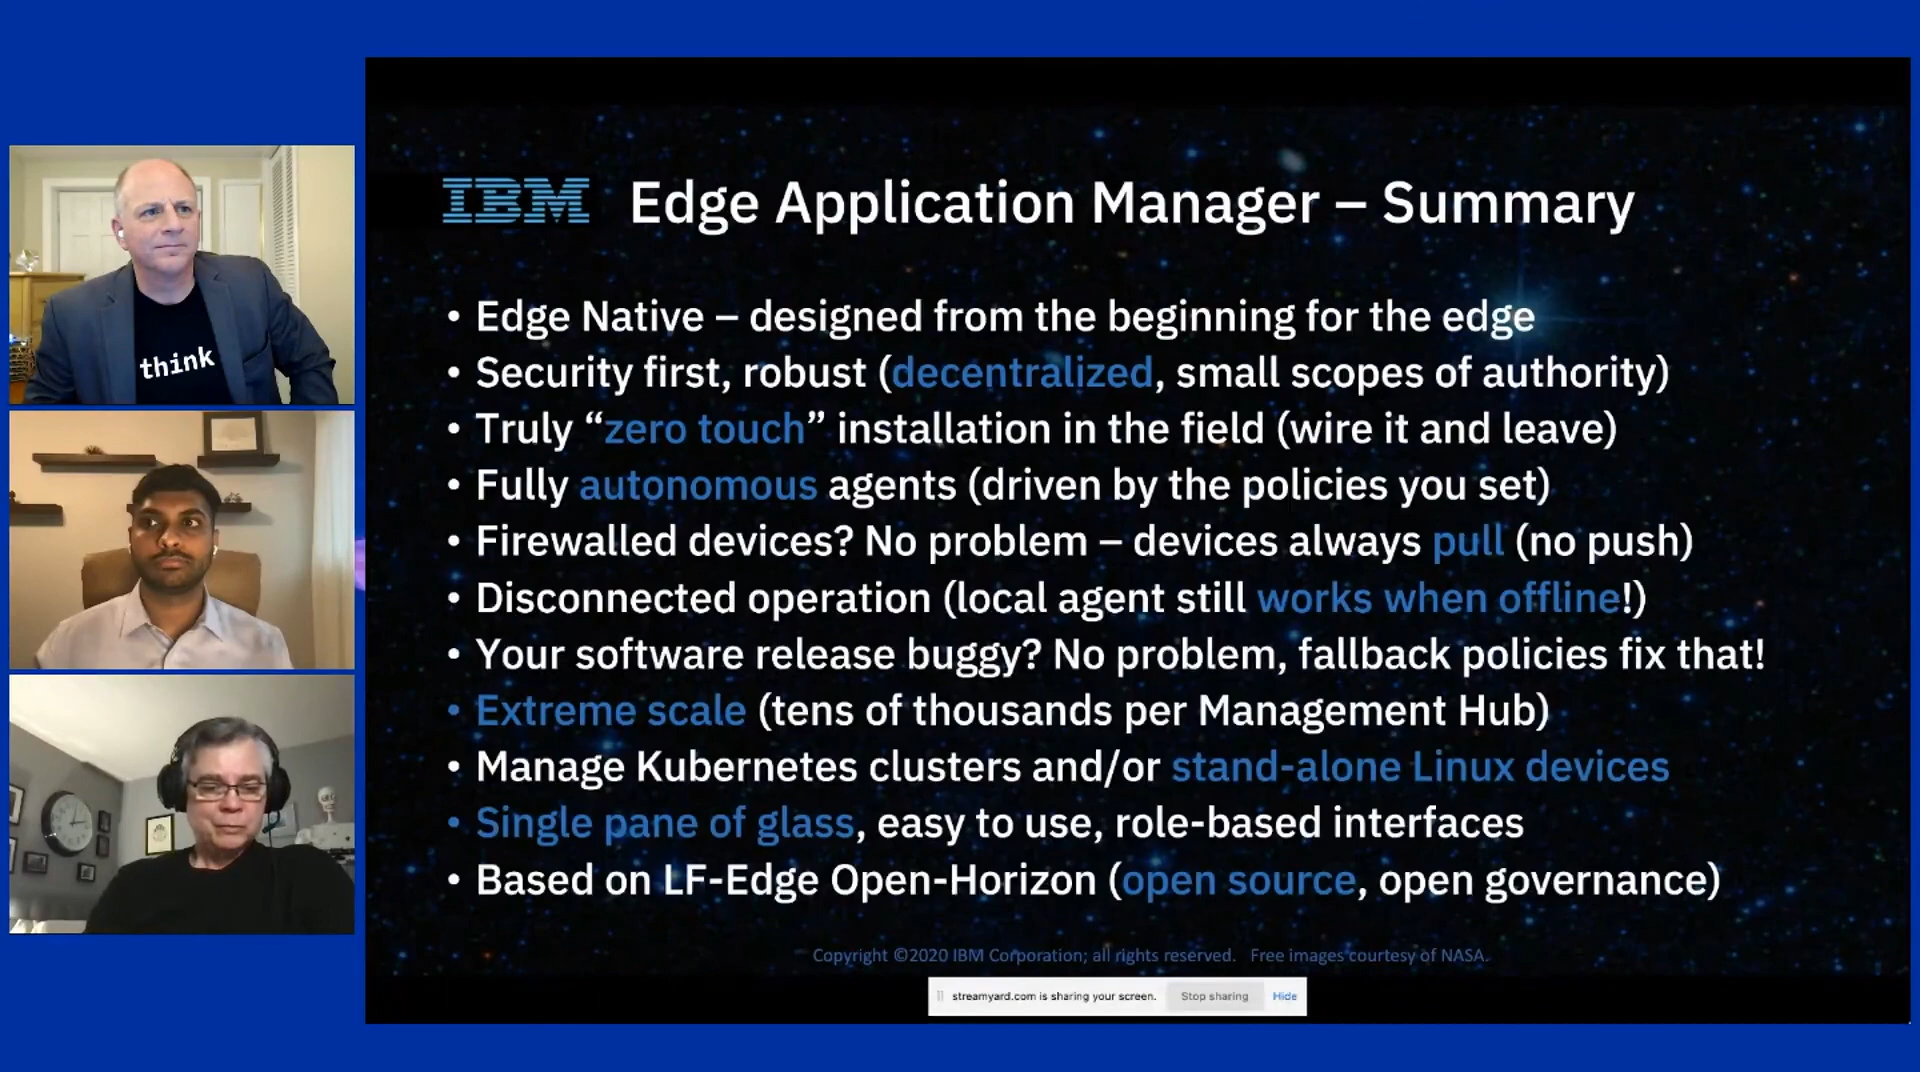 think
IBM Edge Application Manager – Summary
• Edge Native – designed from the beginning for the edge
• Security first, robust (decentralized, small scopes of authority)
• Truly “zero touch” installation in the field (wire it and leave)
• Fully autonomous agents (driven by the policies you set)
• Firewalled devices? No problem – devices always pull (no push)
• Disconnected operation (local agent still works when offline!)
• Your software release buggy? No problem, fallback policies fix that!
• Extreme scale (tens of thousands per Management Hub)
• Manage Kubernetes clusters and/or stand-alone Linux devices
• Single pane of glass, easy to use, role-based interfaces
• Based on LF-Edge Open-Horizon (open source, open governance)
Copyright ©2020 IBM Corporation; all rights reserved. Free images courtesy of NASA.
streamyard.com is sharing your screen. Stop sharing Hide